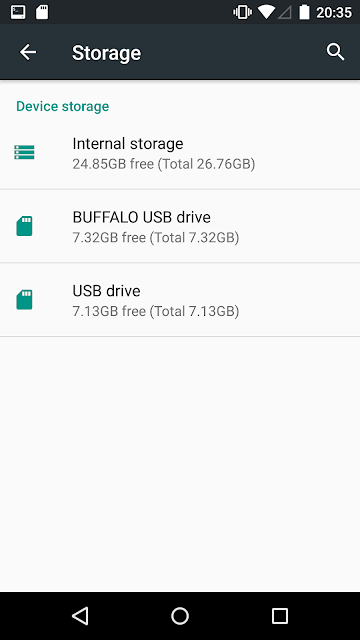 20:35
Storage
Device storage
Internal storage
24.85GB free (Total 26.76GB)
BUFFALO USB drive
7.32GB free (Total 7.32GB)
USB drive
7.13GB free (Total 7.13GB)